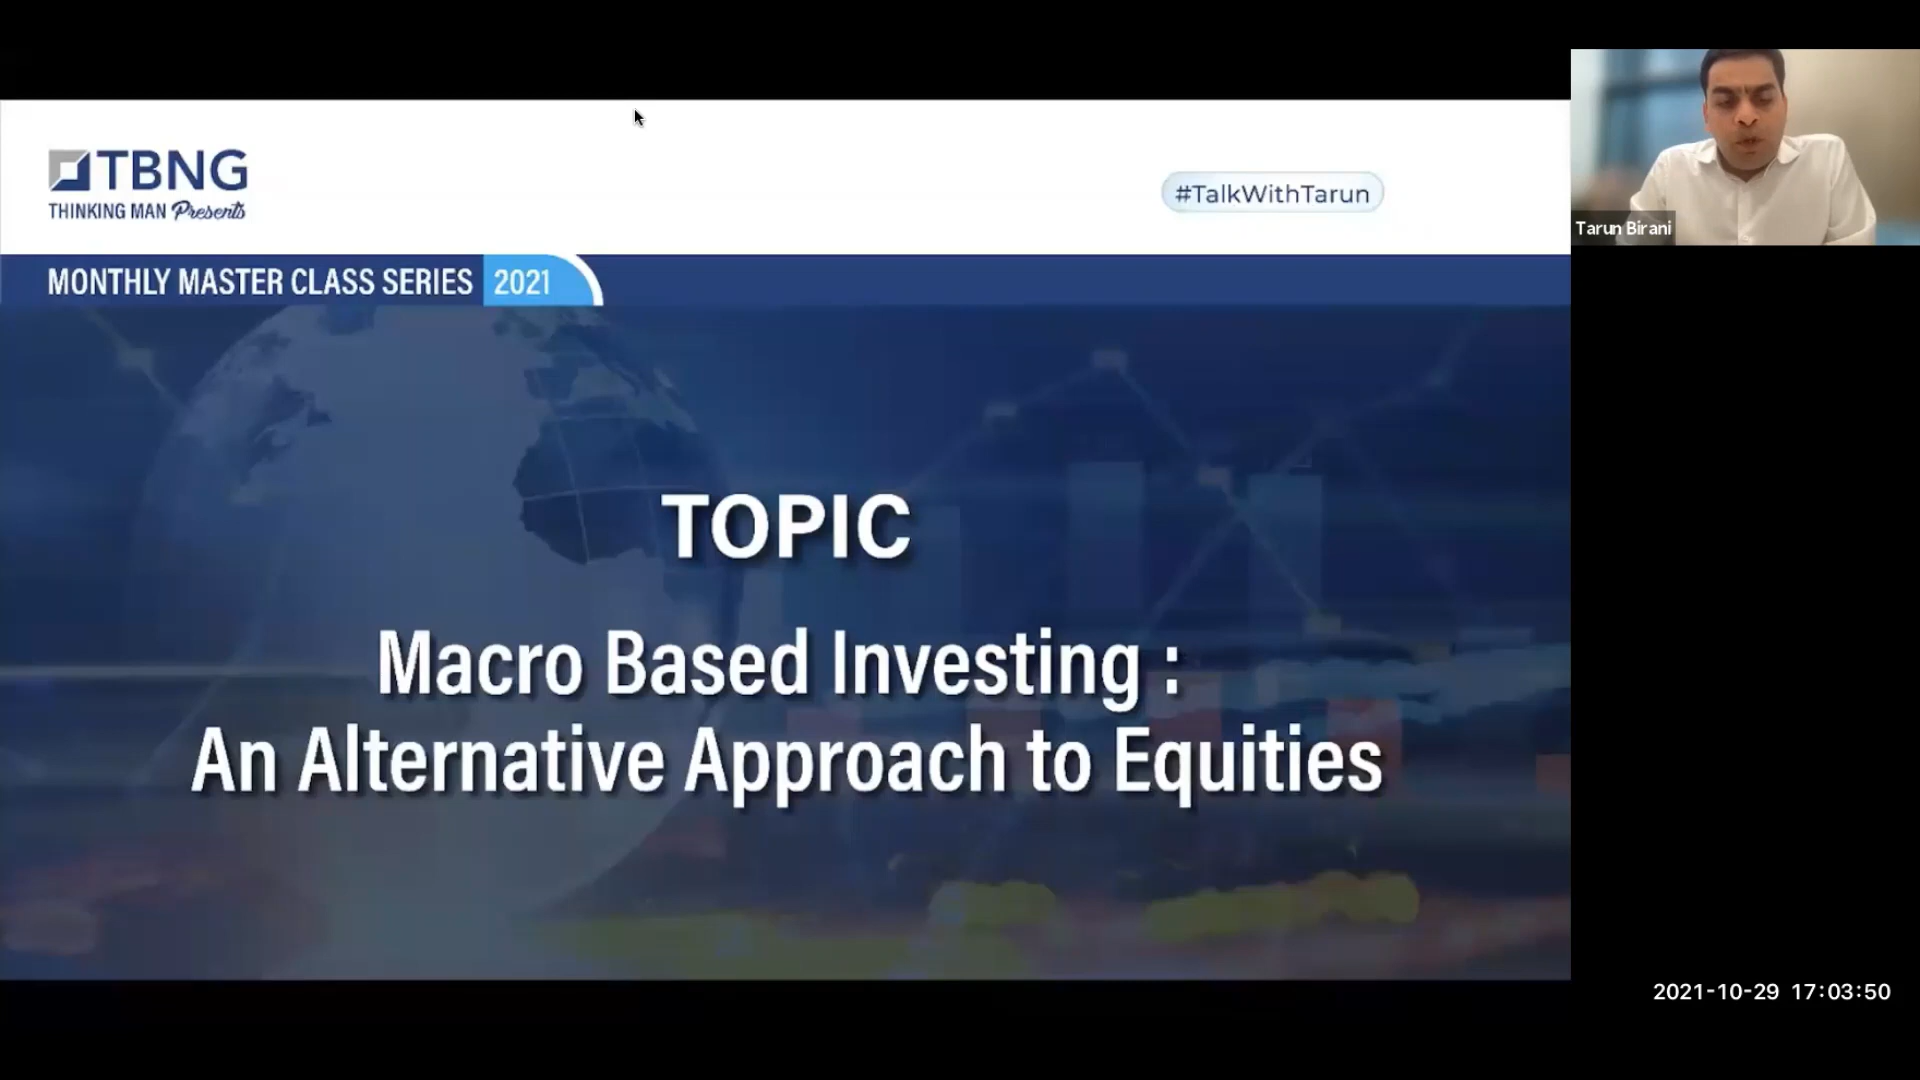 TBNG
THINKING MAN Presents
#TalkWithTarun
Tarun Birani
MONTHLY MASTER CLASS SERIES 2021
TOPIC
Macro Based Investing :
An Alternative Approach to Equities
2021-10-29 17:03:50